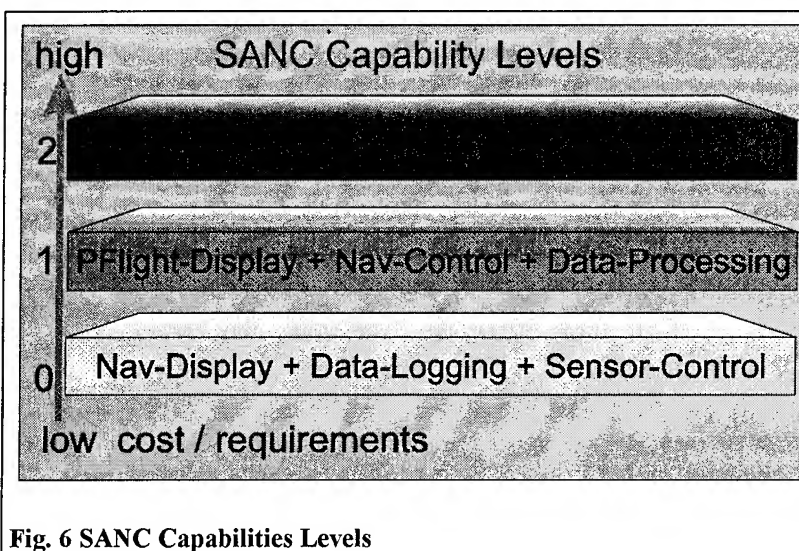 high SANC Capability Levels
2
1 PFlight-Display + Nav-Control + Data-Processing
0 Nav-Display + Data-Logging + Sensor-Control
low cost / requirements
Fig. 6 SANC Capabilities Levels